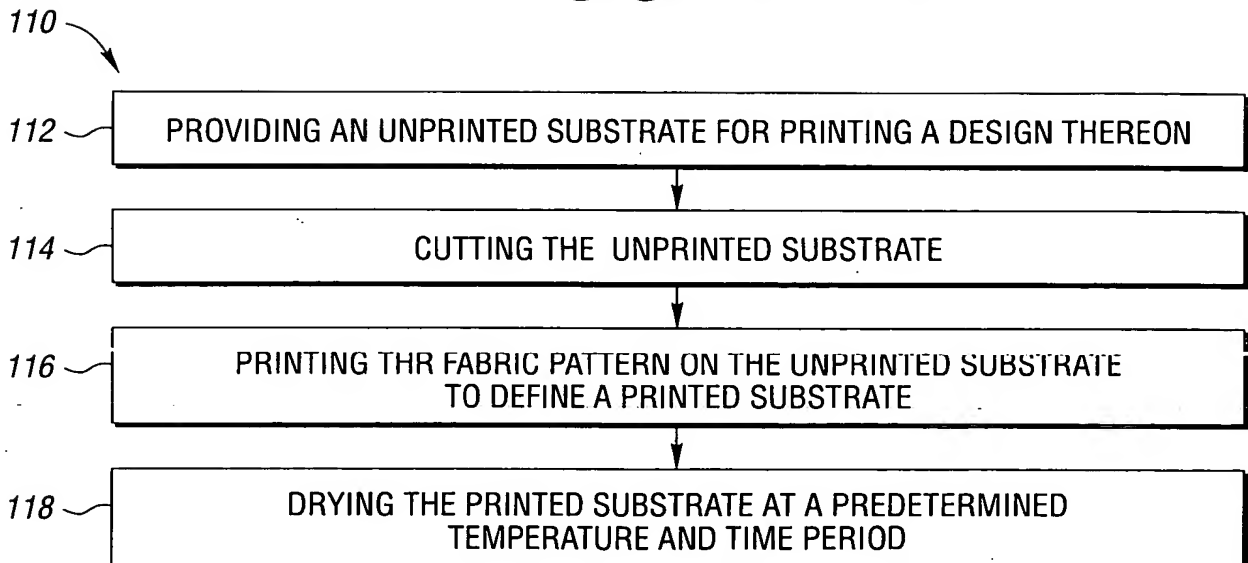 110
112 PROVIDING AN UNPRINTED SUBSTRATE FOR PRINTING A DESIGN THEREON
114 CUTTING THE UNPRINTED SUBSTRATE
116 PRINTING THR FABRIC PATTERN ON THE UNPRINTED SUBSTRATE
TO DEFINE A PRINTED SUBSTRATE
118 DRYING THE PRINTED SUBSTRATE AT A PREDETERMINED
TEMPERATURE AND TIME PERIOD